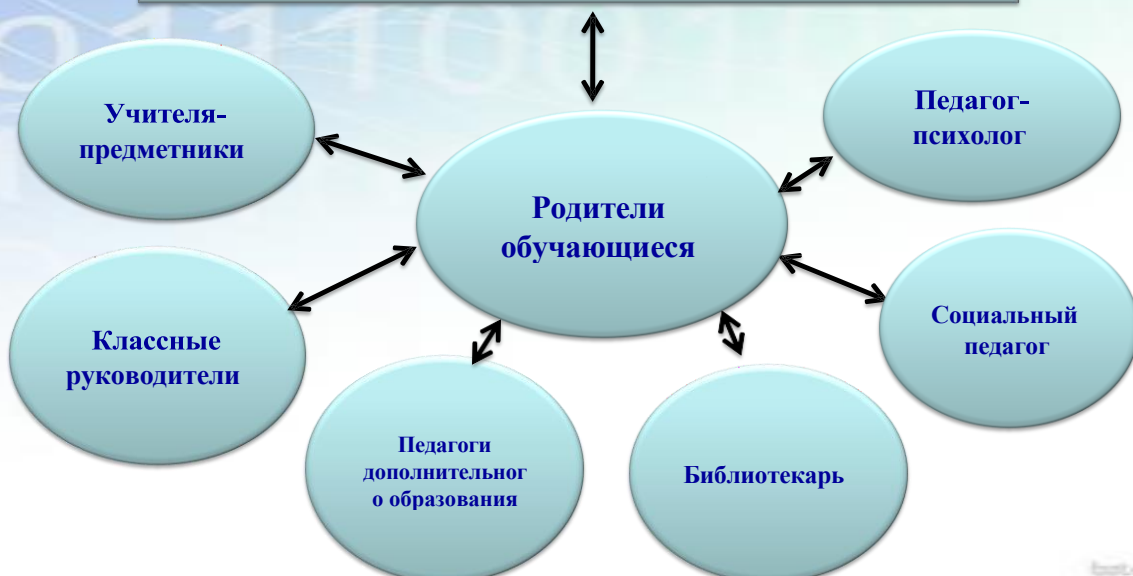 Учителя-
предметники
Педагог-
психолог
Родители
обучающиеся
Классные
руководители
Социальный
педагог
Педагоги
дополнительног
о образования
Библиотекарь